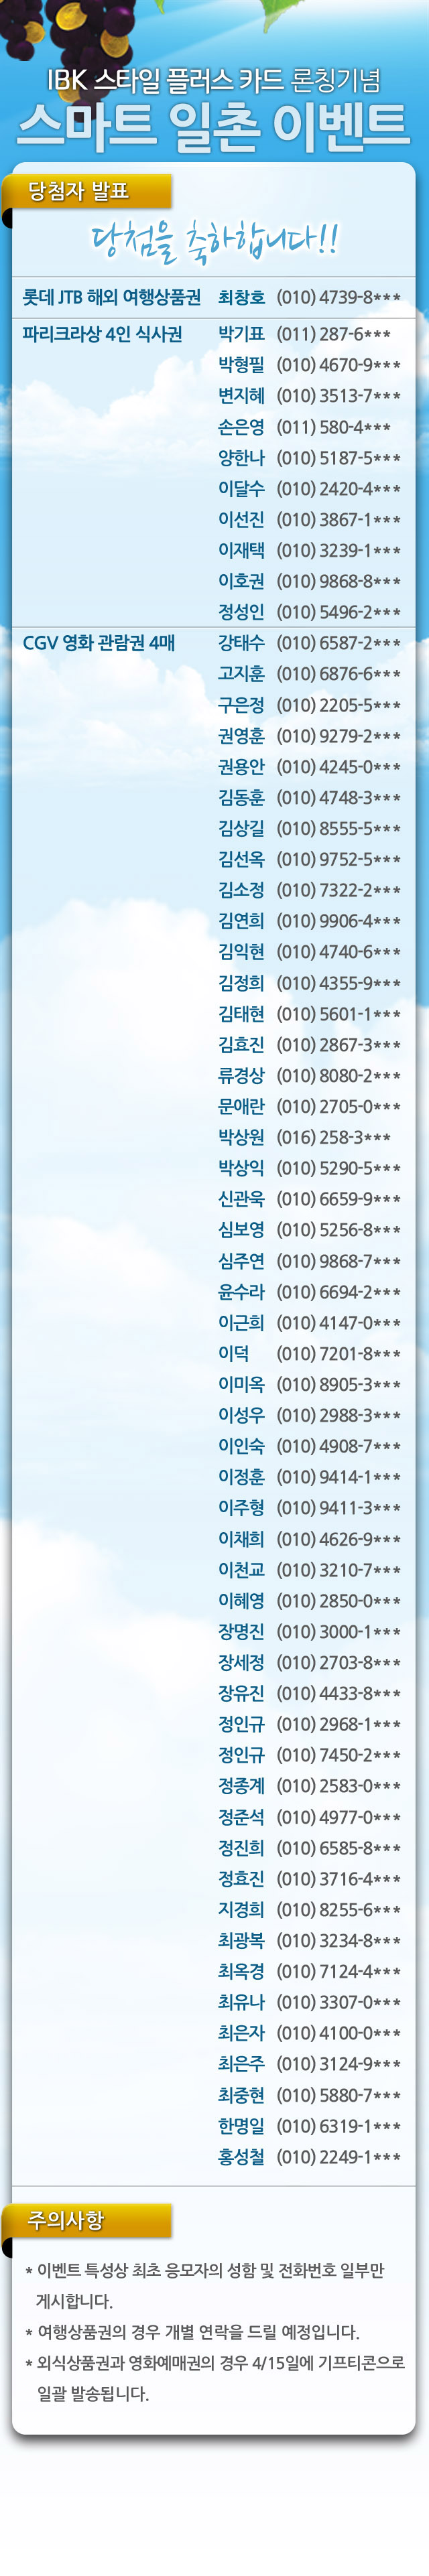 IBK 스타일 플러스 카드 론칭기념
스마트 일촌 이벤트
당첨자 발표
당첨을 축하합니다!!
롯데 JTB 해외 여행상품권 최창호 (010) 4739-8***
파리크라상 4인 식사권 박기표 (011) 287-6***
박형필 (010) 4670-9***
변지혜 (010) 3513-7***
손은영 (011) 580-4***
양한나 (010) 5187-5***
이달수 (010) 2420-4***
이선진 (010) 3867-1***
이재택 (010) 3239-1***
이호권 (010) 9868-8***
정성인 (010) 5496-2***
CGV 영화 관람권 4매 강태수 (010) 6587-2***
고지훈 (010) 6876-6***
구은정 (010) 2205-5***
권영훈 (010) 9279-2***
권용안 (010) 4245-0***
김동훈 (010) 4748-3***
김상길 (010) 8555-5***
김선옥 (010) 9752-5***
김소정 (010) 7322-2***
김연희 (010) 9906-4***
김익현 (010) 4740-6***
김정희 (010) 4355-9***
김태현 (010) 5601-1***
김효진 (010) 2867-3***
류경상 (010) 8080-2***
문애란 (010) 2705-0***
박상원 (016) 258-3***
박상익 (010) 5290-5***
신관욱 (010) 6659-9***
심보영 (010) 5256-8***
심주연 (010) 9868-7***
윤수라 (010) 6694-2***
이근희 (010) 4147-0***
이덕 (010) 7201-8***
이미옥 (010) 8905-3***
이성우 (010) 2988-3***
이인숙 (010) 4908-7***
이정훈 (010) 9414-1***
이주형 (010) 9411-3***
이채희 (010) 4626-9***
이천교 (010) 3210-7***
이혜영 (010) 2850-0***
장명진 (010) 3000-1***
장세정 (010) 2703-8***
장유진 (010) 4433-8***
정인규 (010) 2968-1***
정인규 (010) 7450-2***
정종계 (010) 2583-0***
정준석 (010) 4977-0***
정진희 (010) 6585-8***
정효진 (010) 3716-4***
지경희 (010) 8255-6***
최광복 (010) 3234-8***
최옥경 (010) 7124-4***
최유나 (010) 3307-0***
최은자 (010) 4100-0***
최은주 (010) 3124-9***
최중현 (010) 5880-7***
한명일 (010) 6319-1***
홍성철 (010) 2249-1***
주의사항
* 이벤트 특성상 최초 응모자의 성함 및 전화번호 일부만
게시합니다.
* 여행상품권의 경우 개별 연락을 드릴 예정입니다.
* 외식상품권과 영화예매권의 경우 4/15일에 기프티콘으로
일괄 발송됩니다.